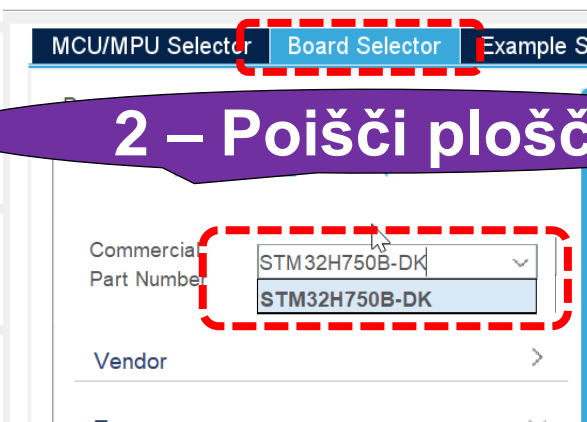 MCU/MPU Selector Board Selector Example S
2 – Poišči plošč
Commercial STM32H750B-DK
Part Number STM32H750B-DK
Vendor